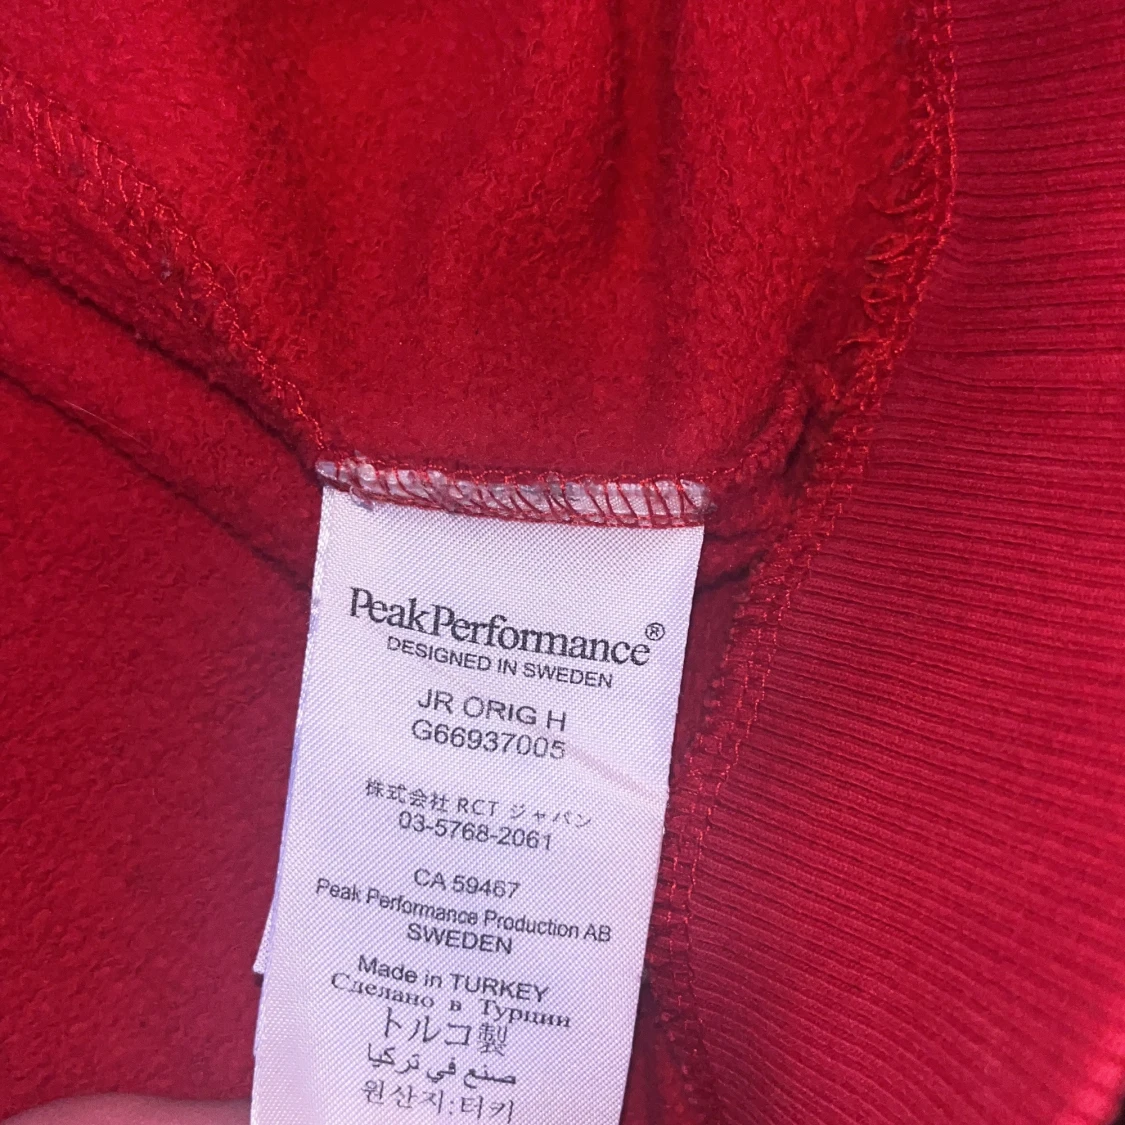 PeakPerformance®
DESIGNED IN SWEDEN
JR ORIG H
G66937005
株式会社 RCT ジャパン
03-5768-2061
CA 59467
Peak Performance Production AB
SWEDEN
Made in TURKEY
Сделано в Турции
トルコ製
صنع في تركيا
원산지:터키